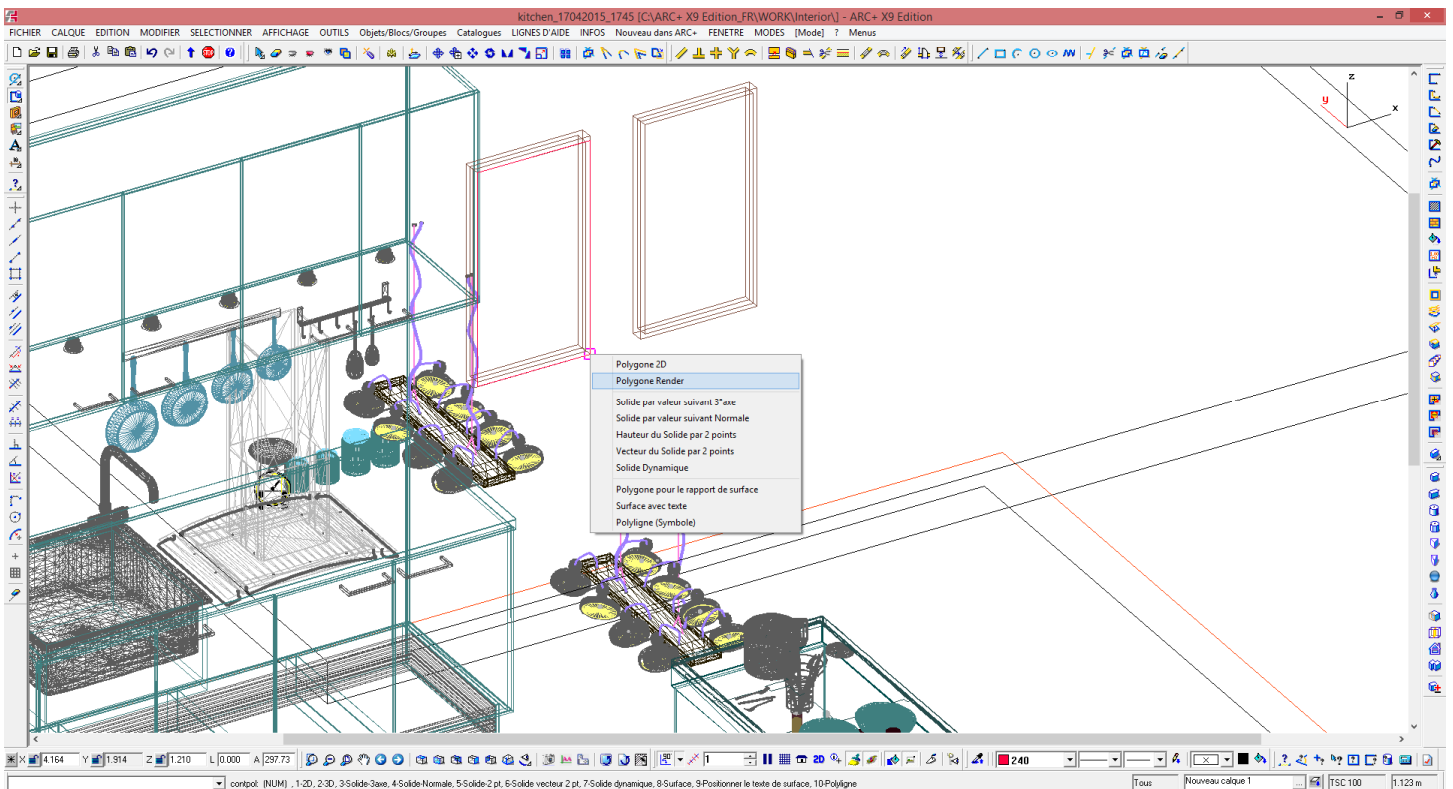 kitchen_17042015_1745 [C:\ARC+ X9 Edition_FR\WORK\Interior\] - ARC+ X9 Edition
FICHIER CALQUE EDITION MODIFIER SELECTIONNER AFFICHAGE OUTILS Objets/Blocs/Groupes Catalogues LIGNES D'AIDE INFOS Nouveau dans ARC+ FENETRE MODES [Mode] ? Menus
z
y
x
Polygone 2D
Polygone Render
Solide par valeur suivant 3°axe
Solide par valeur suivant Normale
Hauteur du Solide par 2 points
Vecteur du Solide par 2 points
Solide Dynamique
Polygone pour le rapport de surface
Surface avec texte
Polyligne (Symbole)
X 4.164 Y 1.914 Z 1.210 L 0.000 A 297.73 1 2D 240
contpol: (NUM) , 1-2D, 2-3D, 3-Solide-3axe, 4-Solide-Normale, 5-Solide-2 pt, 6-Solide vecteur 2 pt, 7-Solide dynamique, 8-Surface, 9-Positionner le texte de surface, 10-Polyligne
Tous Nouveau calque 1 ... TSC 100 1.123 m